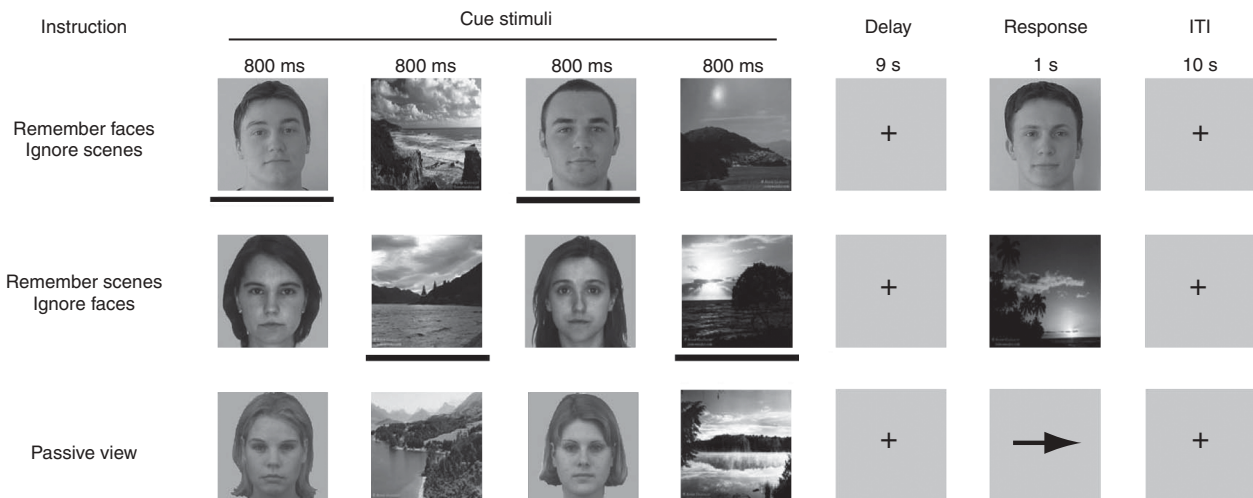 Instruction
Cue stimuli
Delay
Response
ITI
800 ms
800 ms
800 ms
800 ms
9 s
1 s
10 s
Remember faces
Ignore scenes
+
+
Remember scenes
Ignore faces
+
+
Passive view
+
+